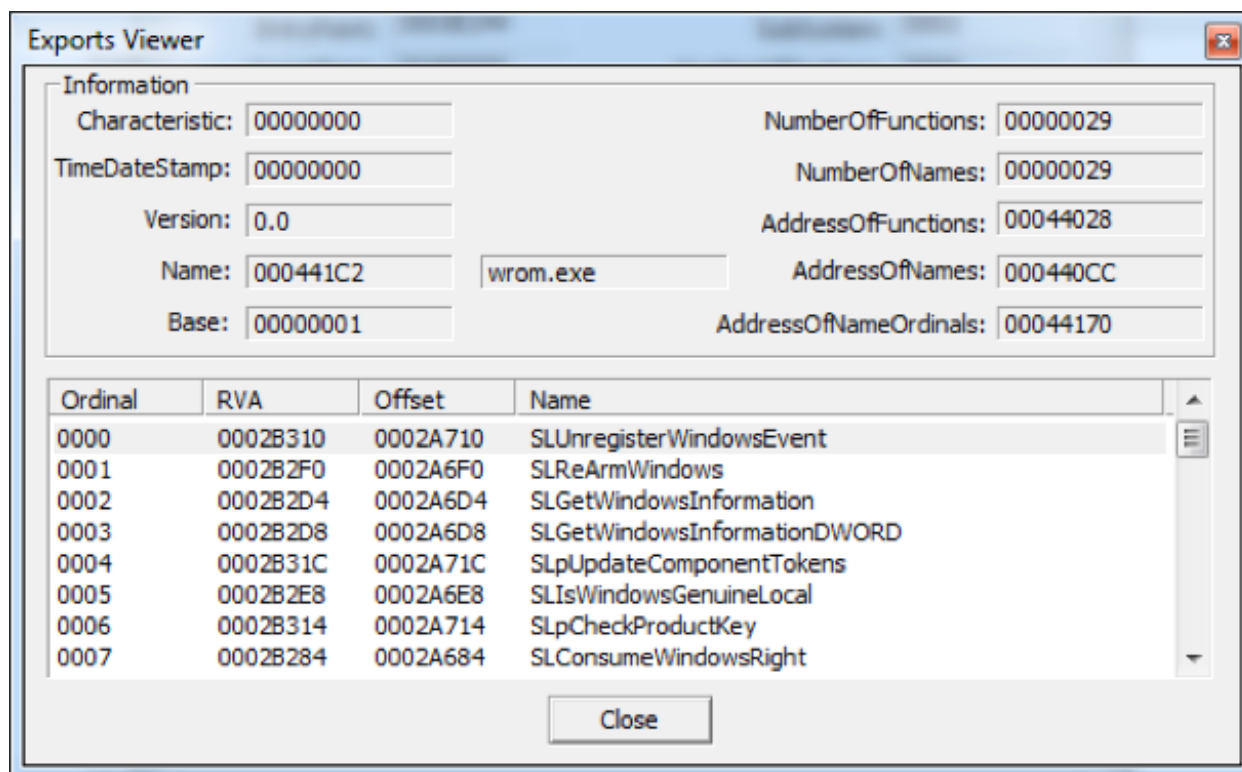 Exports Viewer
Information
Characteristic: 00000000 NumberOfFunctions: 00000029
TimeDateStamp: 00000000 NumberOfNames: 00000029
Version: 0.0 AddressOfFunctions: 00044028
Name: 000441C2 wrom.exe AddressOfNames: 000440CC
Base: 00000001 AddressOfNameOrdinals: 00044170
Ordinal RVA Offset Name
0000 0002B310 0002A710 SLUnregisterWindowsEvent
0001 0002B2F0 0002A6F0 SLReArmWindows
0002 0002B2D4 0002A6D4 SLGetWindowsInformation
0003 0002B2D8 0002A6D8 SLGetWindowsInformationDWORD
0004 0002B31C 0002A71C SLpUpdateComponentTokens
0005 0002B2E8 0002A6E8 SLIsWindowsGenuineLocal
0006 0002B314 0002A714 SLpCheckProductKey
0007 0002B284 0002A684 SLConsumeWindowsRight
Close